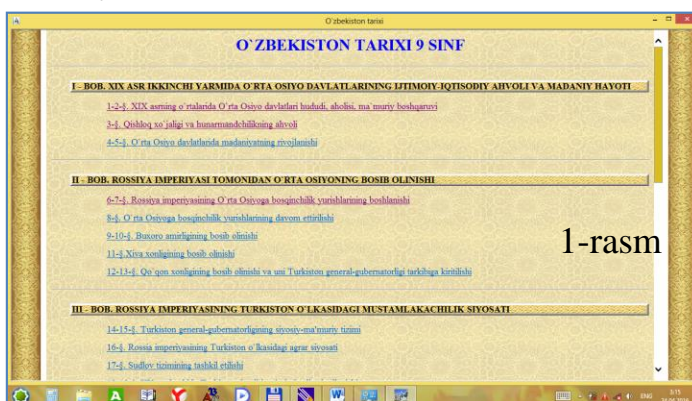 O'zbekiston tarixi
O`ZBEKISTON TARIXI 9 SINF
I - BOB. XIX ASR IKKINCHI YARMIDA O`RTA OSIYO DAVLATLARINING IJTIMOIY-IQTISODIY AHVOLI VA MADANIY HAYOTI
1-2-§. XIX asrning o`rtalarida O`rta Osiyo davlatlari hududi, aholisi, ma`muriy boshqaruvi
3-§. Qishloq xo`jaligi va hunarmandchilikning ahvoli
4-5-§. O`rta Osiyo davlatlarida madaniyatning rivojlanishi
II - BOB. ROSSIYA IMPERIYASI TOMONIDAN O`RTA OSIYONING BOSIB OLINISHI
6-7-§. Rossiya imperiyasining O`rta Osiyoga bosqinchilik yurishlarining boshlanishi
8-§. O`rta Osiyoga bosqinchilik yurishlarining davom ettirilishi
9-10-§. Buxoro amirligining bosib olinishi
11-§.Xiva xonligining bosib olinishi
12-13-§. Qo`qon xonligining bosib olinishi va uni Turkiston general-gubernatorligi tarkibiga kiritilishi
1-rasm
III - BOB. ROSSIYA IMPERIYASINING TURKISTON O`LKASIDAGI MUSTAMLAKACHILIK SIYOSATI
14-15-§. Turkiston general-gubernatorligining siyosiy-ma'muriy tizimi
16-§. Rossia imperiyasining Turkiston o`lkasidagi agrar siyosati
17-§. Sudlov tizimining tashkil etilishi
ENG
3:15